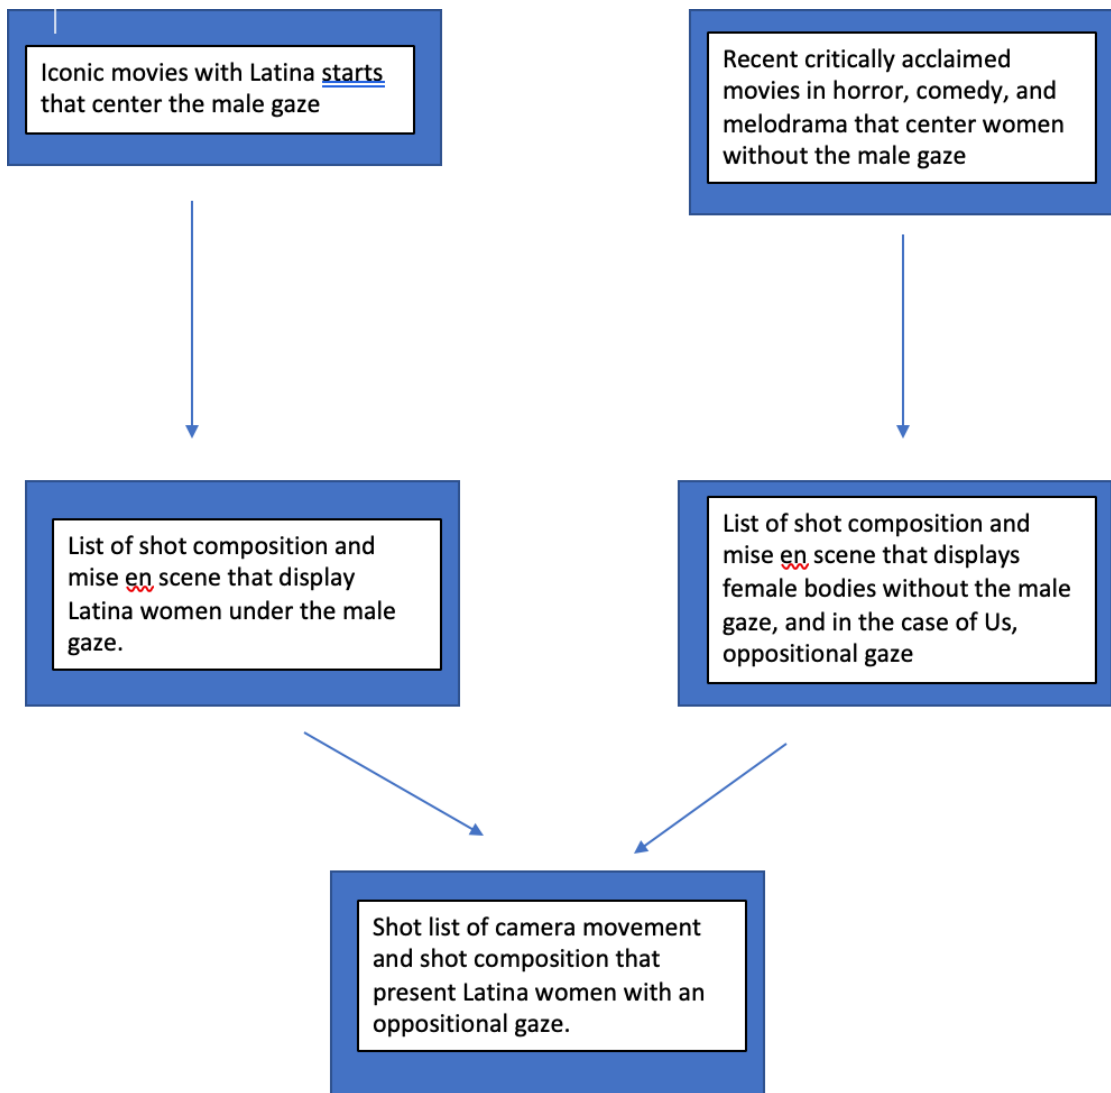 Iconic movies with Latina starts
that center the male gaze
Recent critically acclaimed
movies in horror, comedy, and
melodrama that center women
without the male gaze
List of shot composition and
mise en scene that display
Latina women under the male
gaze.
List of shot composition and
mise en scene that displays
female bodies without the male
gaze, and in the case of Us,
oppositional gaze
Shot list of camera movement
and shot composition that
present Latina women with an
oppositional gaze.